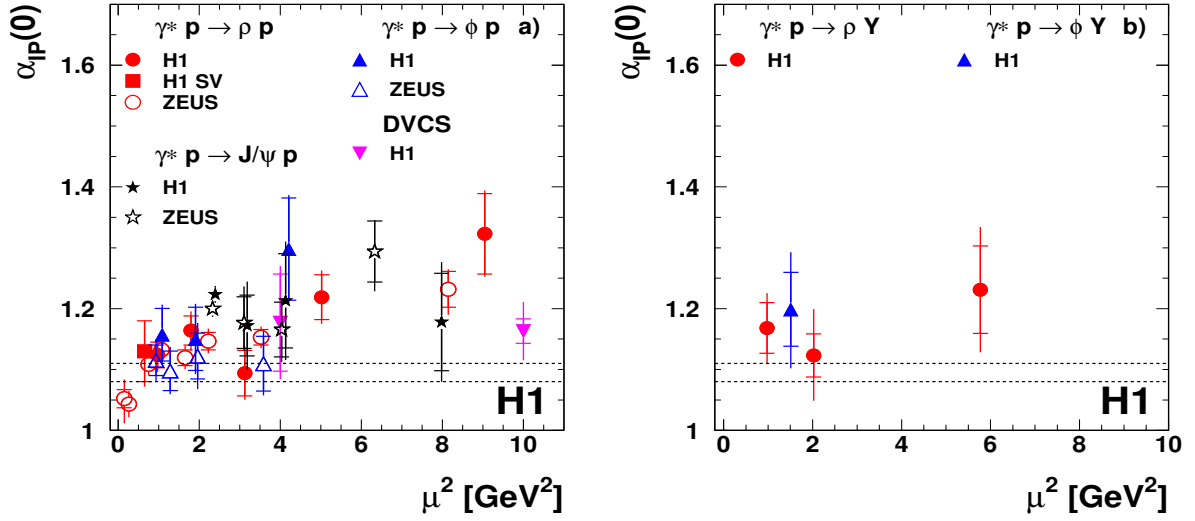 γ* p → ρ p γ* p → ϕ p a)
H1 H1
H1 SV ZEUS
ZEUS DVCS
γ* p → J/ψ p H1
H1
ZEUS
α_IP(0)
1.6
1.4
1.2
1
0 2 4 6 8 10
μ² [GeV²]
H1
γ* p → ρ Y γ* p → ϕ Y b)
H1 H1
α_IP(0)
1.6
1.4
1.2
1
0 2 4 6 8 10
μ² [GeV²]
H1